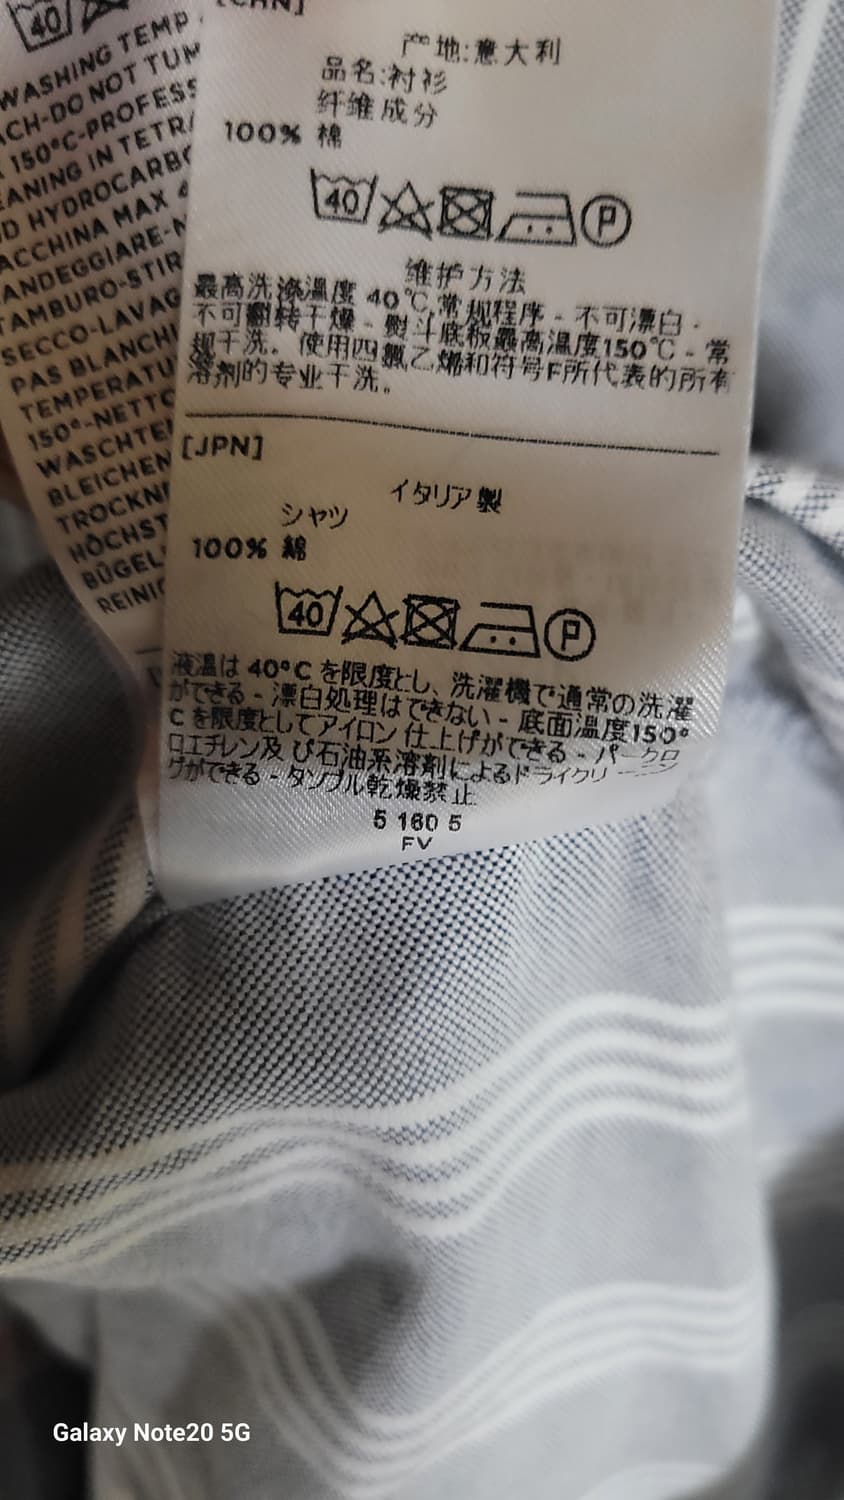 40
WASHING TEMP.
ACH-DO NOT TUM
150°C-PROFESS
EANING IN TETRA
D HYDROCARBO
ACCHINA MAX 4
ANDEGGIARE-N
TAMBURO-STIR
SECCO-LAVAG
PAS BLANCHI
TEMPERATU
150°-NETTO
WASCHTE
BLEICHEN
TROCKN
HÖCHST
BÜGEL
REINIG
[CHN]
产地:意大利
品名:衬衫
纤维成分
100% 棉
40 P
维护方法
最高洗涤温度 40℃,常规程序 - 不可漂白 -
不可翻转干燥 - 熨斗底板最高温度150℃ - 常
规干洗。使用四氯乙烯和符号F所代表的所有
溶剂的专业干洗。
[JPN]
イタリア製
シャツ
100% 綿
40 P
液温は 40°C を限度とし、洗濯機で通常の洗濯
ができる - 漂白処理はできない - 底面温度150°
C を限度としてアイロン 仕上げができる - パークロ
ロエチレン及 び石油系溶剤によるドライクリーニン
グができる - タンブル乾燥禁止
5 160 5
FV
Galaxy Note20 5G